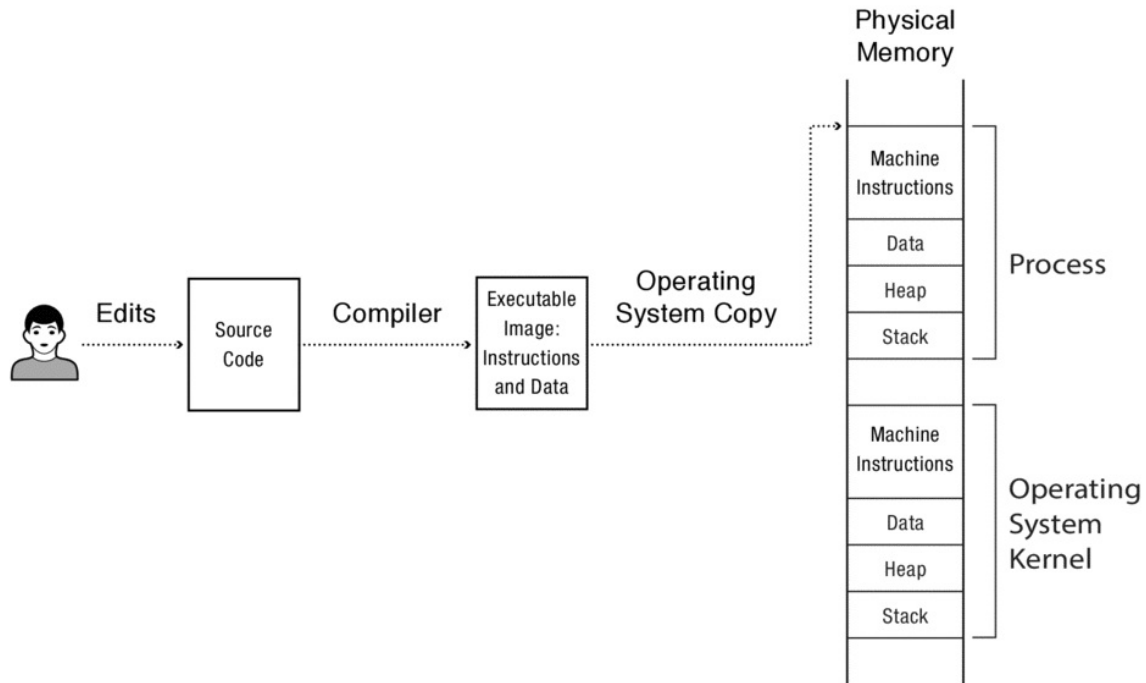 Physical
Memory
Machine
Instructions
Data
Heap
Stack
Process
Edits
Source
Code
Compiler
Executable
Image:
Instructions
and Data
Operating
System Copy
Machine
Instructions
Data
Heap
Stack
Operating
System
Kernel